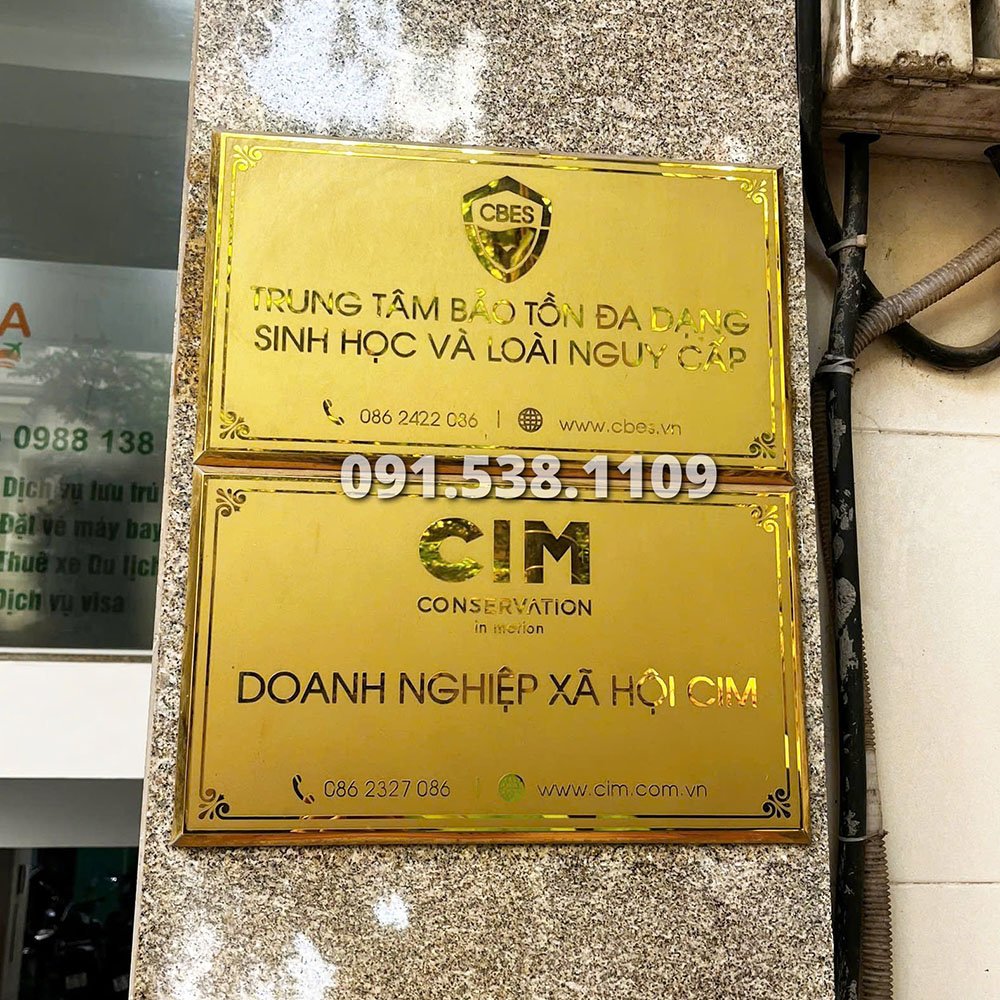 CBES
TRUNG TÂM BẢO TỒN ĐA DẠNG
SINH HỌC VÀ LOÀI NGUY CẤP
086 2422 086 | www.cbes.vn
091.538.1109
CIM
CONSERVATION
in motion
DOANH NGHIỆP XÃ HỘI CIM
086 2327 086 | www.cim.com.vn
A
0988 138
Dịch vụ lưu trú
Đặt vé máy bay
Thuê xe Du lịch
Dịch vụ visa